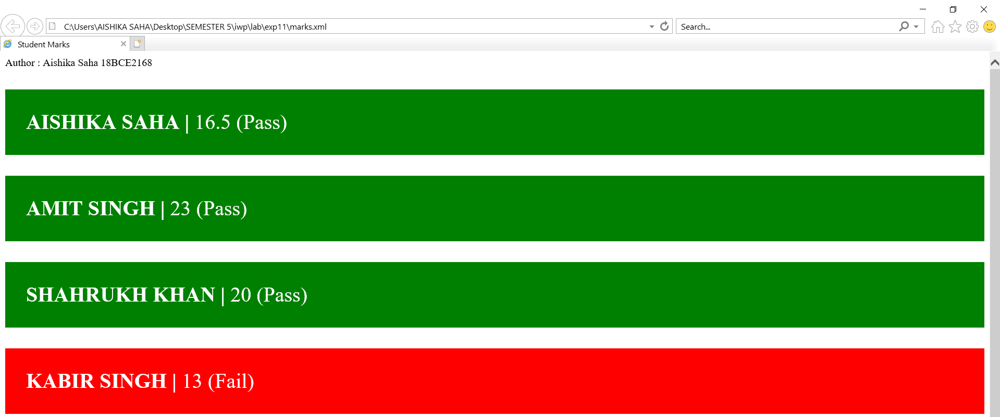 C:\Users\AISHIKA SAHA\Desktop\SEMESTER 5\iwp\lab\exp11\marks.xml
Search...
Student Marks
Author : Aishika Saha 18BCE2168
AISHIKA SAHA | 16.5 (Pass)
AMIT SINGH | 23 (Pass)
SHAHRUKH KHAN | 20 (Pass)
KABIR SINGH | 13 (Fail)